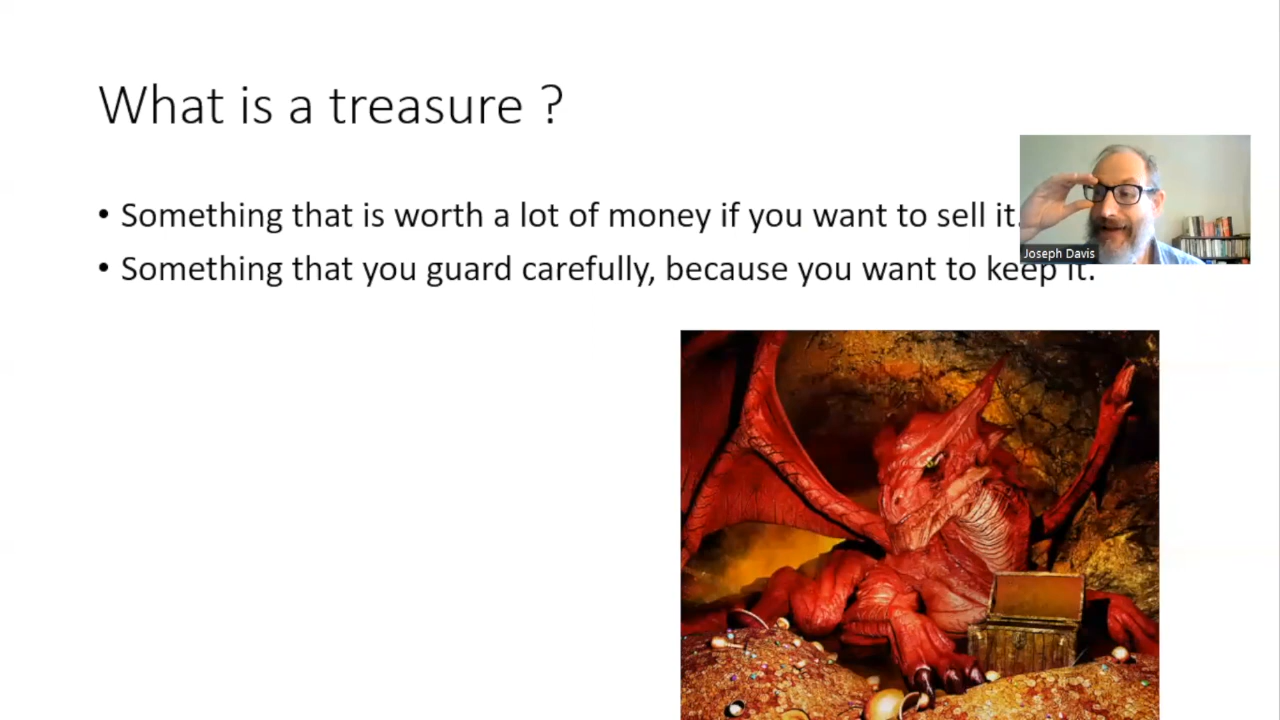 What is a treasure ?
• Something that is worth a lot of money if you want to sell it.
• Something that you guard carefully, because you want to keep it.
Joseph Davis